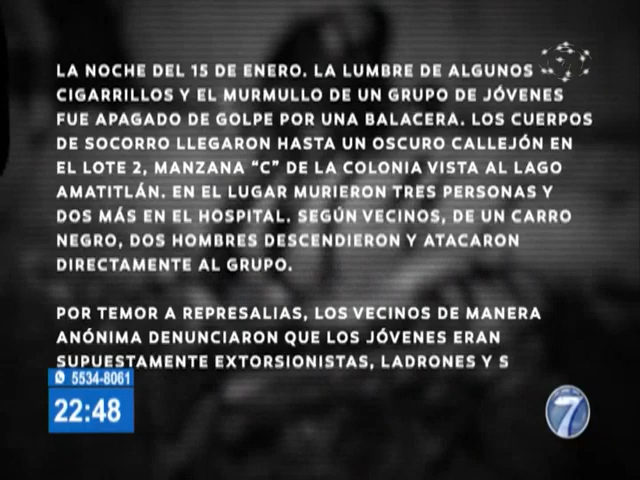 LA NOCHE DEL 15 DE ENERO. LA LUMBRE DE ALGUNOS
CIGARRILLOS Y EL MURMULLO DE UN GRUPO DE JÓVENES
FUE APAGADO DE GOLPE POR UNA BALACERA. LOS CUERPOS
DE SOCORRO LLEGARON HASTA UN OSCURO CALLEJÓN EN
EL LOTE 2, MANZANA “C” DE LA COLONIA VISTA AL LAGO
AMATITLÁN. EN EL LUGAR MURIERON TRES PERSONAS Y
DOS MÁS EN EL HOSPITAL. SEGÚN VECINOS, DE UN CARRO
NEGRO, DOS HOMBRES DESCENDIERON Y ATACARON
DIRECTAMENTE AL GRUPO.
POR TEMOR A REPRESALIAS, LOS VECINOS DE MANERA
ANÓNIMA DENUNCIARON QUE LOS JÓVENES ERAN
SUPUESTAMENTE EXTORSIONISTAS, LADRONES Y S
5534-8061
22:48
7